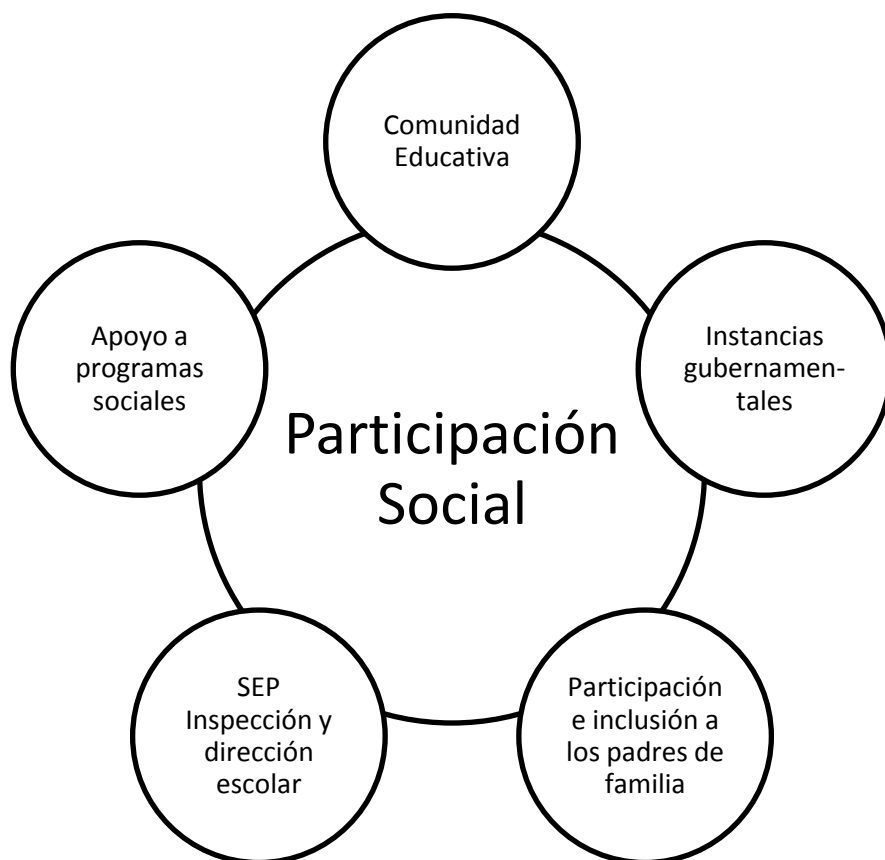 Comunidad
Educativa
Apoyo a
programas
sociales
Instancias
gubernamen-
tales
Participación
Social
SEP
Inspección y
dirección
escolar
Participación
e inclusión a
los padres de
familia